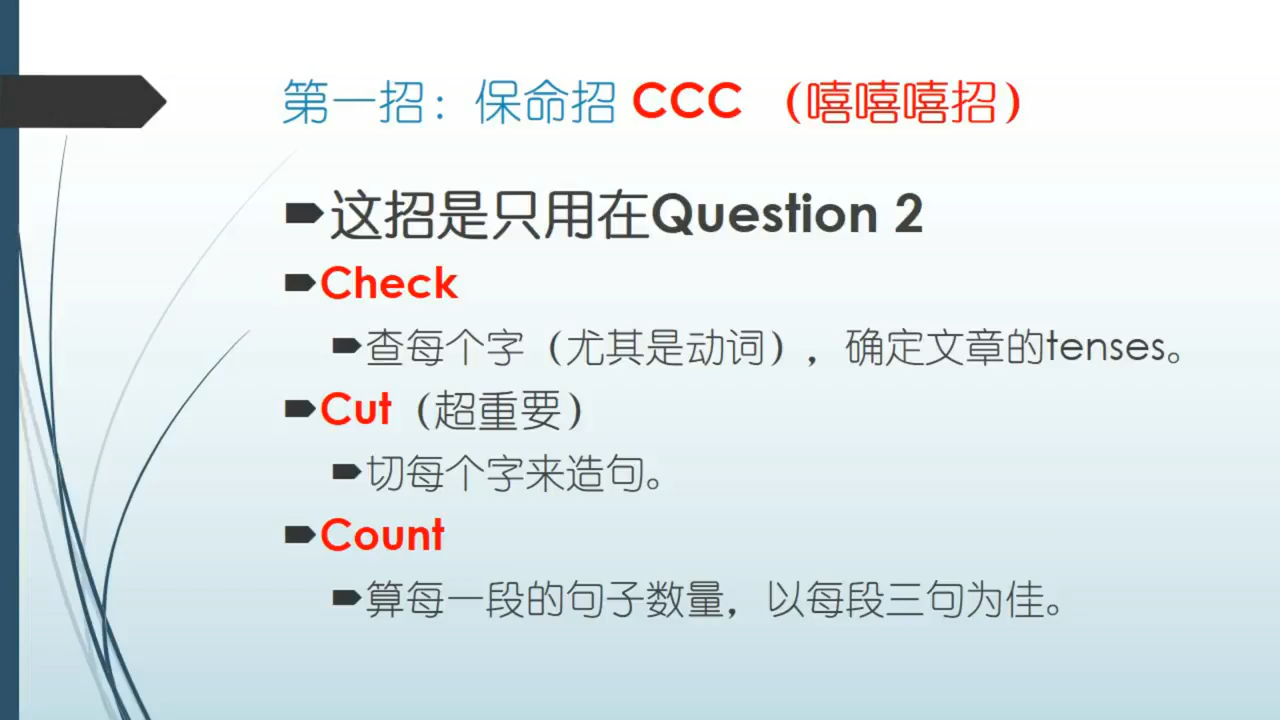 第一招：保命招 CCC （嘻嘻嘻招）
这招是只用在Question 2
Check
查每个字（尤其是动词），确定文章的tenses。
Cut（超重要）
切每个字来造句。
Count
算每一段的句子数量，以每段三句为佳。